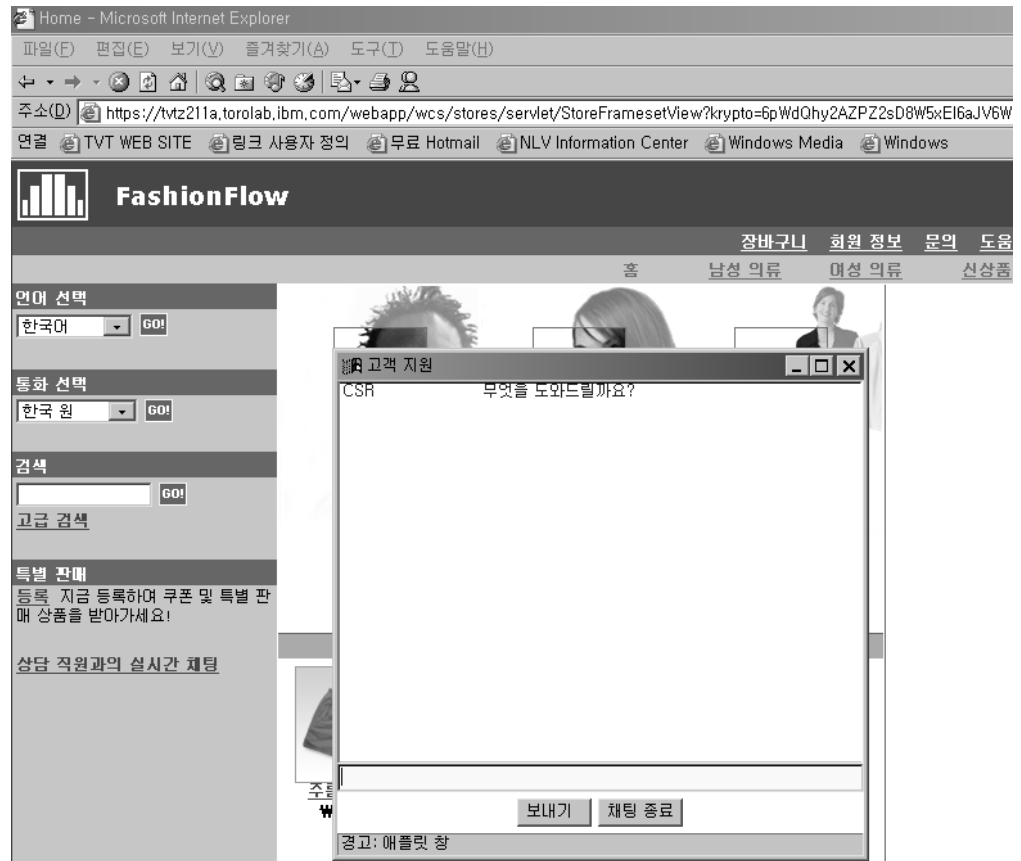 Home - Microsoft Internet Explorer
파일(F) 편집(E) 보기(V) 즐겨찾기(A) 도구(T) 도움말(H)
주소(D) https://tvtz211a.torolab.ibm.com/webapp/wcs/stores/servlet/StoreFramesetView?krypto=6pWdQhy2AZPZ2sD8W5xEI6aJV6W
연결 TVT WEB SITE 링크 사용자 정의 무료 Hotmail NLV Information Center Windows Media Windows
FashionFlow
장바구니 회원 정보 문의 도움
홈 남성 의류 여성 의류 신상품
언어 선택
한국어 GO!
통화 선택
한국 원 GO!
검색
GO!
고급 검색
특별 판매
등록 지금 등록하여 쿠폰 및 특별 판
매 상품을 받아가세요!
상담 직원과의 실시간 채팅
고객 지원
CSR 무엇을 도와드릴까요?
보내기 채팅 종료
경고: 애플릿 창
₩